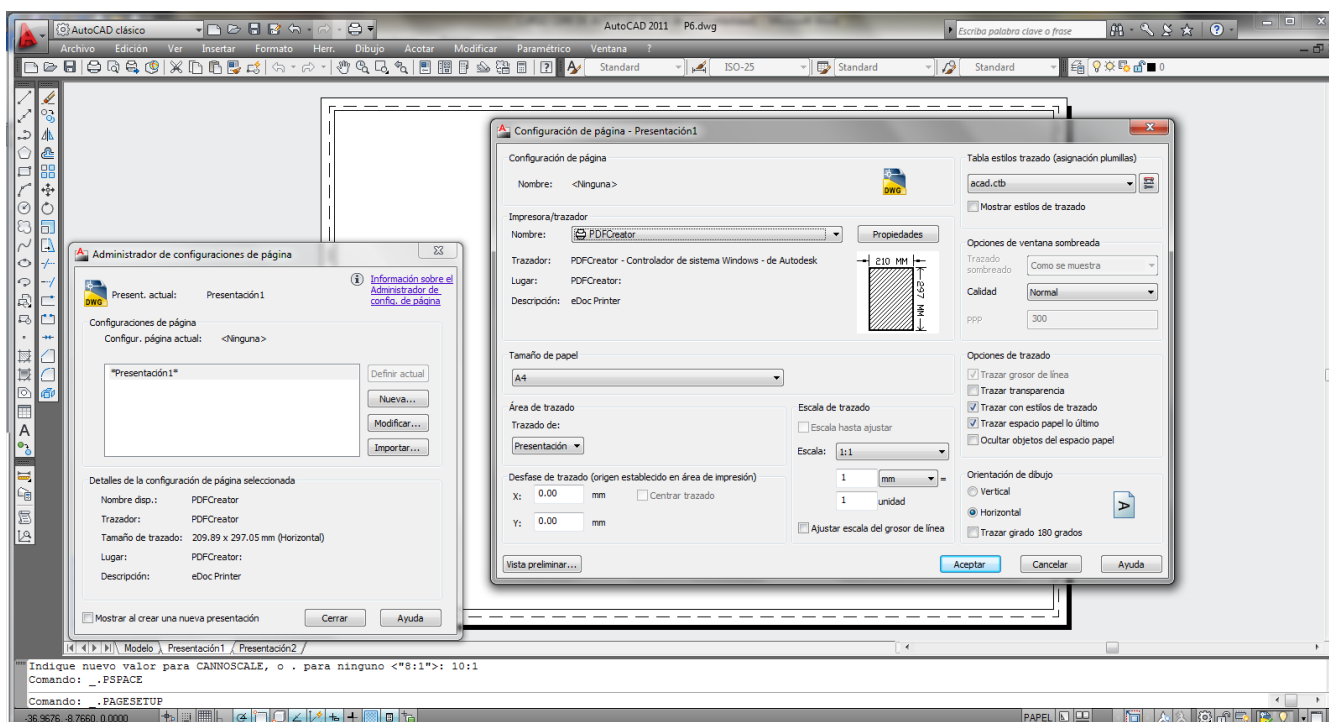 AutoCAD clásico
AutoCAD 2011 P6.dwg
Escriba palabra clave o frase
Archivo Edición Ver Insertar Formato Herr. Dibujo Acotar Modificar Paramétrico Ventana ?
Standard ISO-25 Standard Standard 0
Administrador de configuraciones de página
DWG
Present. actual: Presentación1
Información sobre el
Administrador de
config. de página
Configuraciones de página
Configur. página actual: <Ninguna>
*Presentación1*
Definir actual
Nueva...
Modificar...
Importar...
Detalles de la configuración de página seleccionada
Nombre disp.: PDFCreator
Trazador: PDFCreator
Tamaño de trazado: 209.89 x 297.05 mm (Horizontal)
Lugar: PDFCreator:
Descripción: eDoc Printer
Mostrar al crear una nueva presentación
Cerrar
Ayuda
Configuración de página - Presentación1
Configuración de página
Nombre: <Ninguna>
DWG
Impresora/trazador
Nombre: PDFCreator
Propiedades
Trazador: PDFCreator - Controlador de sistema Windows - de Autodesk
Lugar: PDFCreator:
Descripción: eDoc Printer
210 MM
297 MM
Tamaño de papel
A4
Área de trazado
Trazado de:
Presentación
Desfase de trazado (origen establecido en área de impresión)
X: 0.00 mm
Centrar trazado
Y: 0.00 mm
Escala de trazado
Escala hasta ajustar
Escala: 1:1
1 mm =
1 unidad
Ajustar escala del grosor de línea
Tabla estilos trazado (asignación plumillas)
acad.ctb
Mostrar estilos de trazado
Opciones de ventana sombreada
Trazado
sombreado
Como se muestra
Calidad Normal
ppp 300
Opciones de trazado
Trazar grosor de línea
Trazar transparencia
Trazar con estilos de trazado
Trazar espacio papel lo último
Ocultar objetos del espacio papel
Orientación de dibujo
Vertical
Horizontal
A
Trazar girado 180 grados
Vista preliminar...
Aceptar
Cancelar
Ayuda
Modelo Presentación1 Presentación2
Indique nuevo valor para CANNOSCALE, o . para ninguno <"8:1">: 10:1
Comando: _.PSPACE
Comando: _.PAGESETUP
-36.9676, -8.7660, 0.0000
PAPEL